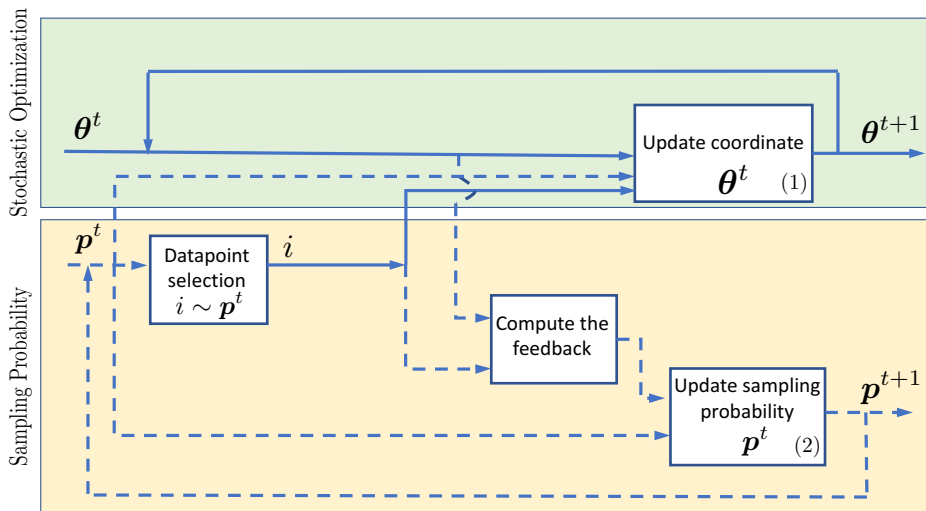 Stochastic Optimization
θ^t
Update coordinate
θ^t (1)
θ^{t+1}
Sampling Probability
p^t
Datapoint
selection
i ∼ p^t
i
Compute the
feedback
Update sampling
probability
p^t (2)
p^{t+1}